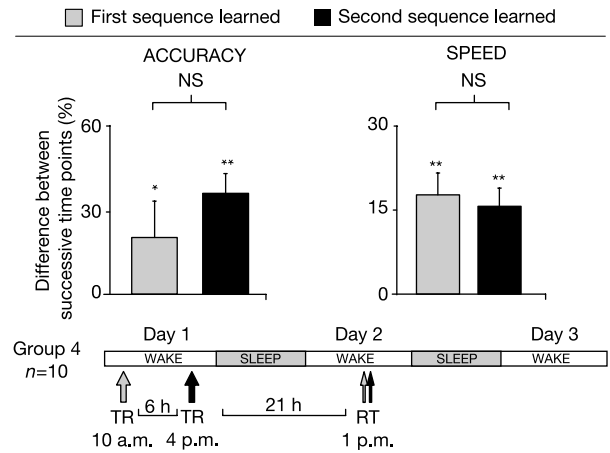 First sequence learned Second sequence learned
ACCURACY SPEED
NS NS
Difference between
successive time points (%)
60
30
0
* **
30
15
0
** **
Group 4
n=10
Day 1 Day 2 Day 3
WAKE SLEEP WAKE SLEEP WAKE
6 h 21 h
TR TR RT
10 a.m. 4 p.m. 1 p.m.